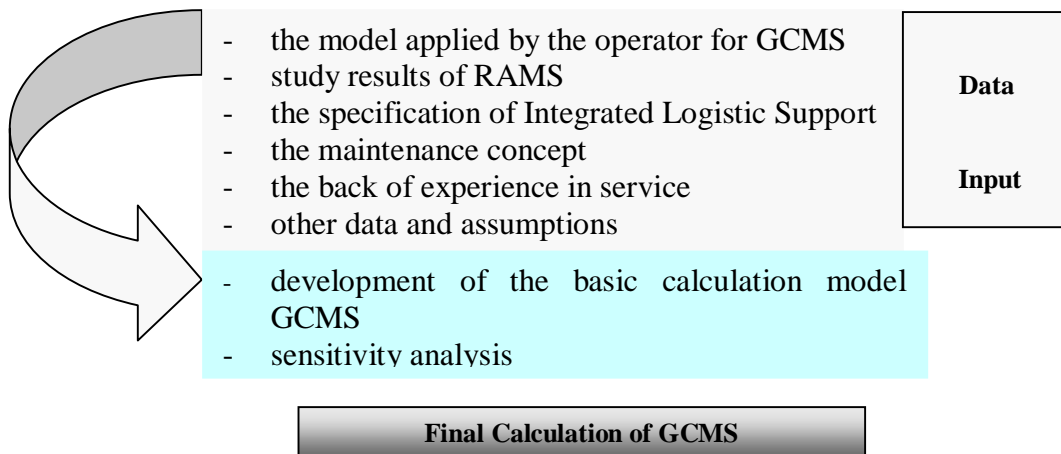 - the model applied by the operator for GCMS
- study results of RAMS
- the specification of Integrated Logistic Support
- the maintenance concept
- the back of experience in service
- other data and assumptions
Data
Input
- development of the basic calculation model
GCMS
- sensitivity analysis
Final Calculation of GCMS